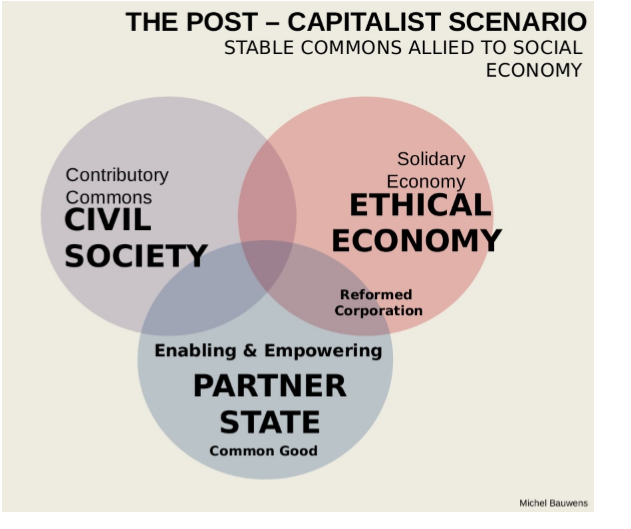 THE POST – CAPITALIST SCENARIO
STABLE COMMONS ALLIED TO SOCIAL
ECONOMY
Contributory
Commons
CIVIL
SOCIETY
Solidary
Economy
ETHICAL
ECONOMY
Reformed
Corporation
Enabling & Empowering
PARTNER
STATE
Common Good
Michel Bauwens